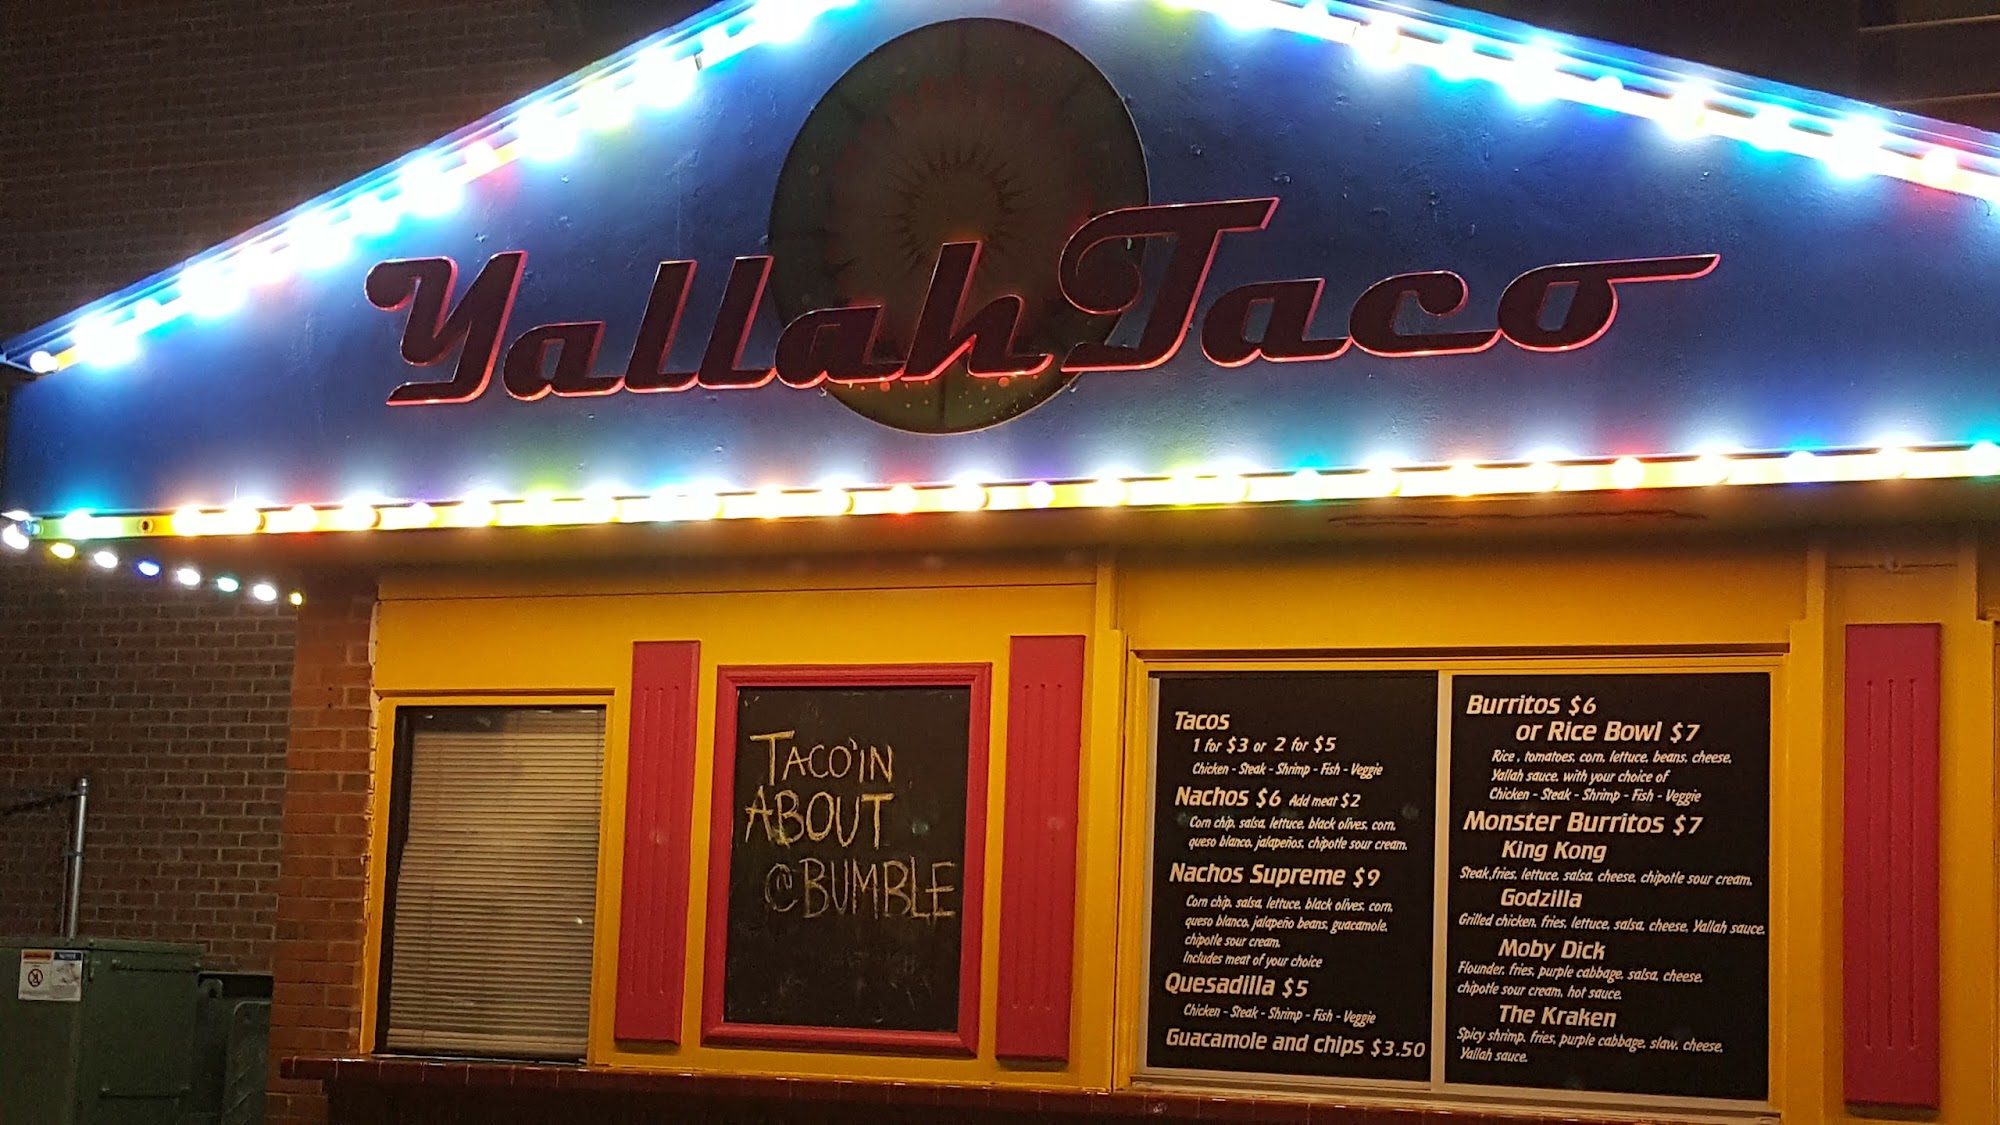 Yallah Taco
TACO'IN
ABOUT
@BUMBLE
Tacos
1 for $3 or 2 for $5
Chicken - Steak - Shrimp - Fish - Veggie
Nachos $6 Add meat $2
Corn chip, salsa, lettuce, black olives, corn,
queso blanco, jalapeños, chipotle sour cream.
Nachos Supreme $9
Corn chip, salsa, lettuce, black olives, corn,
queso blanco, jalapeño beans, guacamole,
chipotle sour cream.
Includes meat of your choice
Quesadilla $5
Chicken - Steak - Shrimp - Fish - Veggie
Guacamole and chips $3.50
Burritos $6
or Rice Bowl $7
Rice , tomatoes, corn, lettuce, beans, cheese,
Yallah sauce, with your choice of
Chicken - Steak - Shrimp - Fish - Veggie
Monster Burritos $7
King Kong
Steak,fries, lettuce, salsa, cheese, chipotle sour cream.
Godzilla
Grilled chicken, fries, lettuce, salsa, cheese, Yallah sauce.
Moby Dick
Flounder, fries, purple cabbage, salsa, cheese,
chipotle sour cream, hot sauce.
The Kraken
Spicy shrimp, fries, purple cabbage, slaw, cheese,
Yallah sauce.